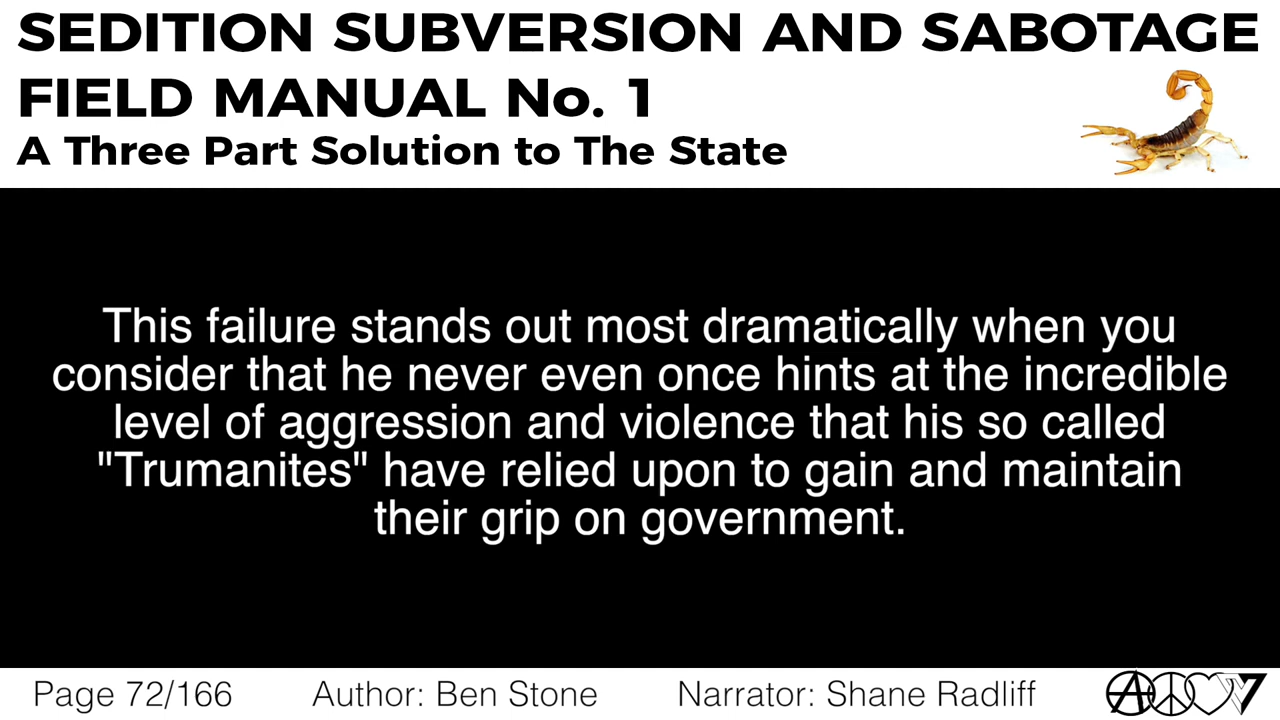 SEDITION SUBVERSION AND SABOTAGE
FIELD MANUAL No. 1
A Three Part Solution to The State
This failure stands out most dramatically when you
consider that he never even once hints at the incredible
level of aggression and violence that his so called
"Trumanites" have relied upon to gain and maintain
their grip on government.
Page 72/166 Author: Ben Stone Narrator: Shane Radliff